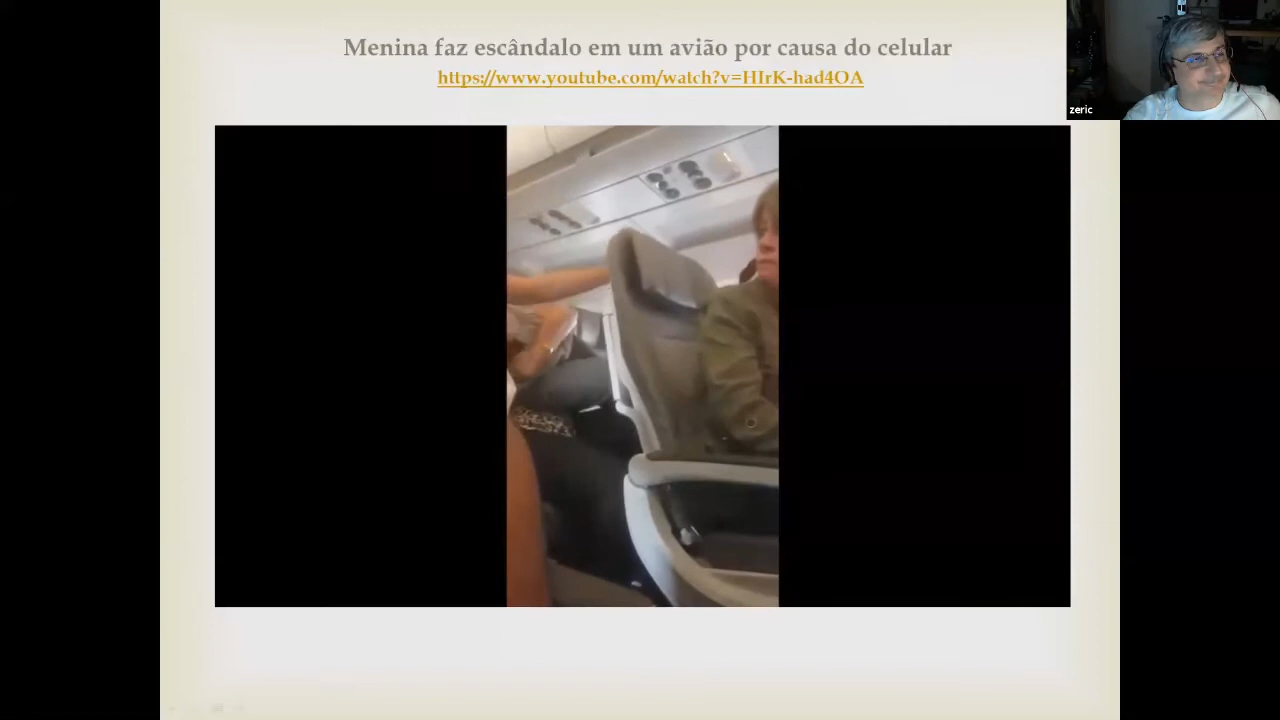 Menina faz escândalo em um avião por causa do celular
https://www.youtube.com/watch?v=HIrK-had4OA
zeric